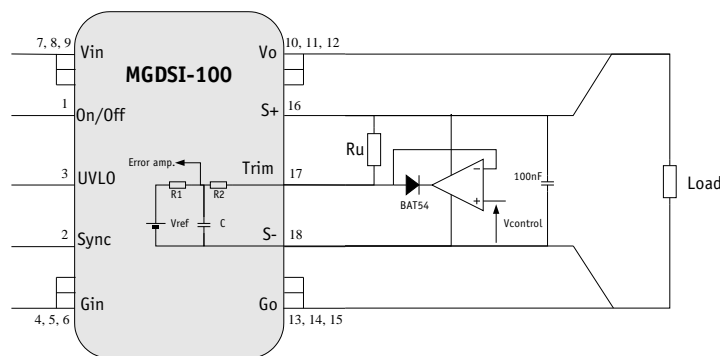 7, 8, 9
10, 11, 12
Vin
Vo
MGDSI-100
1
16
On/Off
S+
Ru
Error amp.
Trim
3
17
UVLO
R1
R2
BAT54
100nF
Load
Vref
C
Vcontrol
2
18
Sync
S-
Gin
Go
4, 5, 6
13, 14, 15
−
+